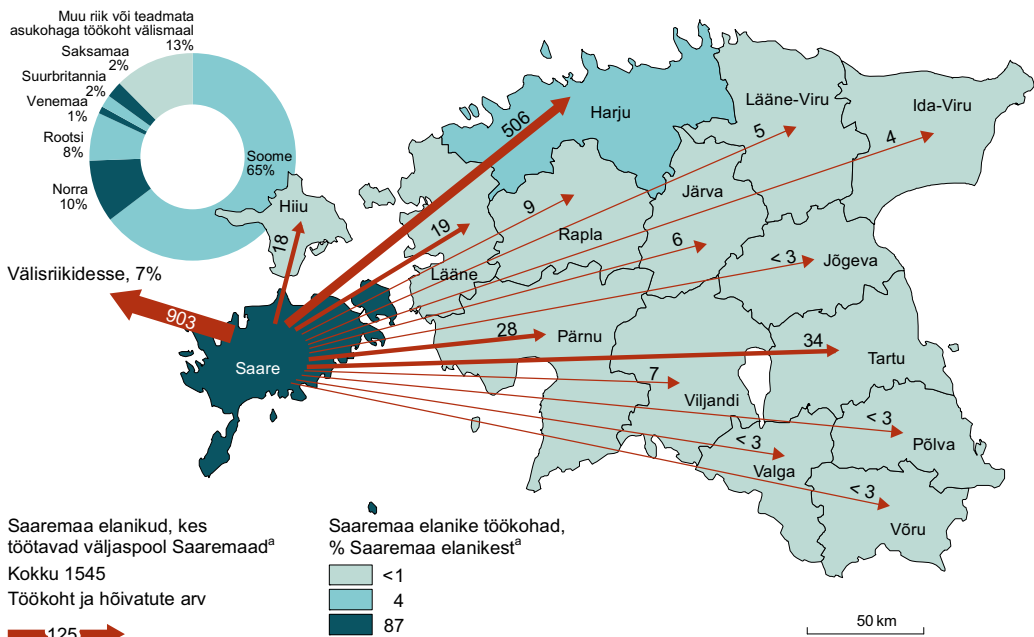 Muu riik või teadmata
asukohaga töökoht välismaal
13%
Saksamaa
2%
Suurbritannia
2%
Venemaa
1%
Rootsi
8%
Norra
10%
Soome
65%
Välisriikidesse, 7%
903
Hiiu
18
Saare
506
Harju
19
Lääne
9
Rapla
5
Lääne-Viru
4
Ida-Viru
Järva
6
< 3
Jõgeva
28
Pärnu
34
Tartu
7
Viljandi
< 3
Põlva
< 3
Valga
< 3
Võru
Saaremaa elanikud, kes
töötavad väljaspool Saaremaadᵃ
Kokku 1545
Töökoht ja hõivatute arv
125
Saaremaa elanike töökohad,
% Saaremaa elanikestᵃ
<1
4
87
50 km